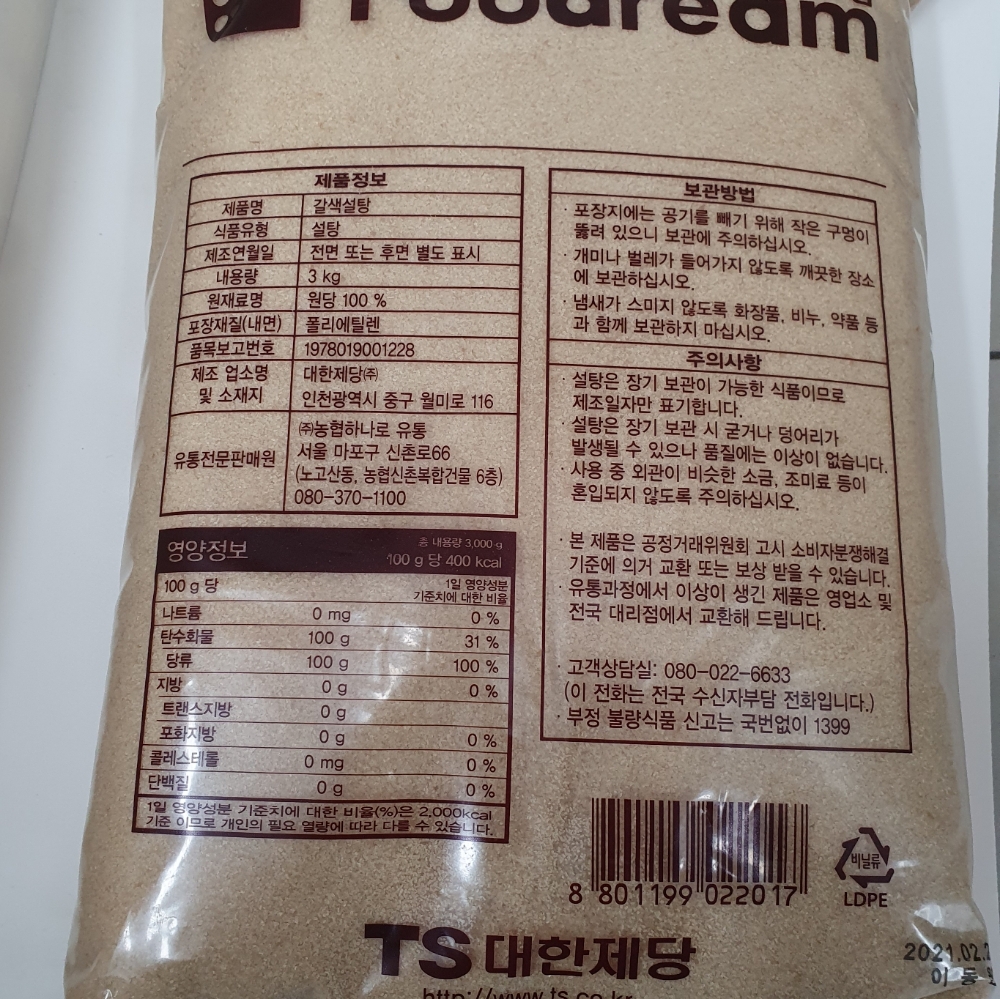 Foodream
제품정보
제품명 갈색설탕
식품유형 설탕
제조연월일 전면 또는 후면 별도 표시
내용량 3 kg
원재료명 원당 100 %
포장재질(내면) 폴리에틸렌
품목보고번호 1978019001228
제조 업소명 대한제당㈜
및 소재지 인천광역시 중구 월미로 116
㈜농협하나로 유통
유통전문판매원 서울 마포구 신촌로66
(노고산동, 농협신촌복합건물 6층)
080-370-1100
영양정보 총 내용량 3,000 g
100 g 당 400 kcal
100 g 당 1일 영양성분
기준치에 대한 비율
나트륨 0 mg 0 %
탄수화물 100 g 31 %
당류 100 g 100 %
지방 0 g 0 %
트랜스지방 0 g
포화지방 0 g 0 %
콜레스테롤 0 mg 0 %
단백질 0 g 0 %
1일 영양성분 기준치에 대한 비율(%)은 2,000kcal
기준 이므로 개인의 필요 열량에 따라 다를 수 있습니다.
보관방법
· 포장지에는 공기를 빼기 위해 작은 구멍이
뚫려 있으니 보관에 주의하십시오.
· 개미나 벌레가 들어가지 않도록 깨끗한 장소
에 보관하십시오.
· 냄새가 스미지 않도록 화장품, 비누, 약품 등
과 함께 보관하지 마십시오.
주의사항
· 설탕은 장기 보관이 가능한 식품이므로
제조일자만 표기합니다.
· 설탕은 장기 보관 시 굳거나 덩어리가
발생될 수 있으나 품질에는 이상이 없습니다.
· 사용 중 외관이 비슷한 소금, 조미료 등이
혼입되지 않도록 주의하십시오.
· 본 제품은 공정거래위원회 고시 소비자분쟁해결
기준에 의거 교환 또는 보상 받을 수 있습니다.
· 유통과정에서 이상이 생긴 제품은 영업소 및
전국 대리점에서 교환해 드립니다.
· 고객상담실: 080-022-6633
(이 전화는 전국 수신자부담 전화입니다.)
· 부정 불량식품 신고는 국번없이 1399
8 801199 022017
비닐류
LDPE
TS 대한제당
http://www.ts.co.kr
2021.02.2
이 동